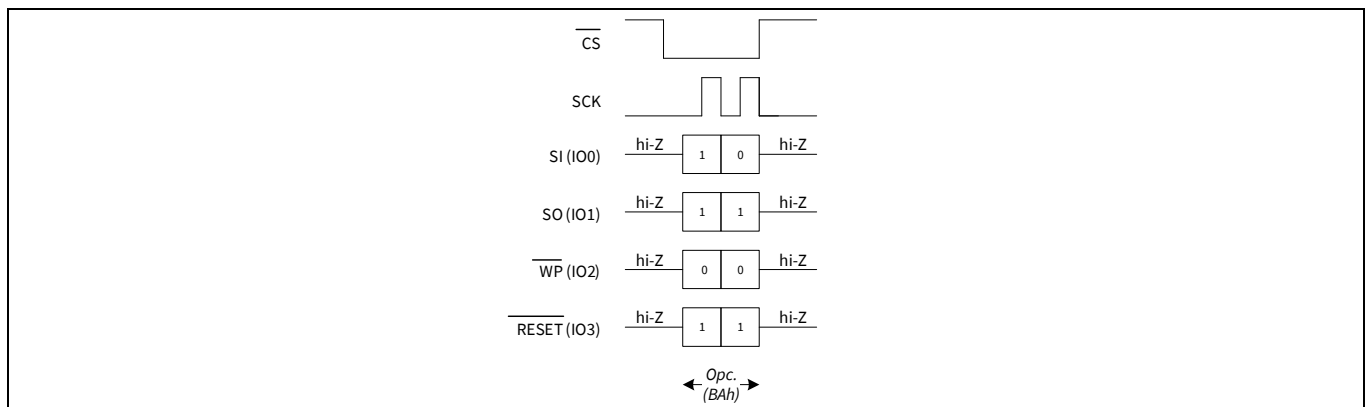 CS
SCK
SI (IO0) hi-Z 1 0 hi-Z
SO (IO1) hi-Z 1 1 hi-Z
WP (IO2) hi-Z 0 0 hi-Z
RESET (IO3) hi-Z 1 1 hi-Z
Opc.
(BAh)